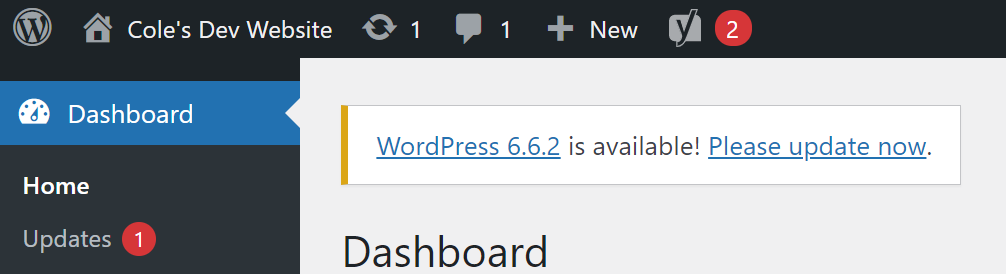 Cole's Dev Website 1 1 New 2
Dashboard
WordPress 6.6.2 is available! Please update now.
Home
Updates 1
Dashboard